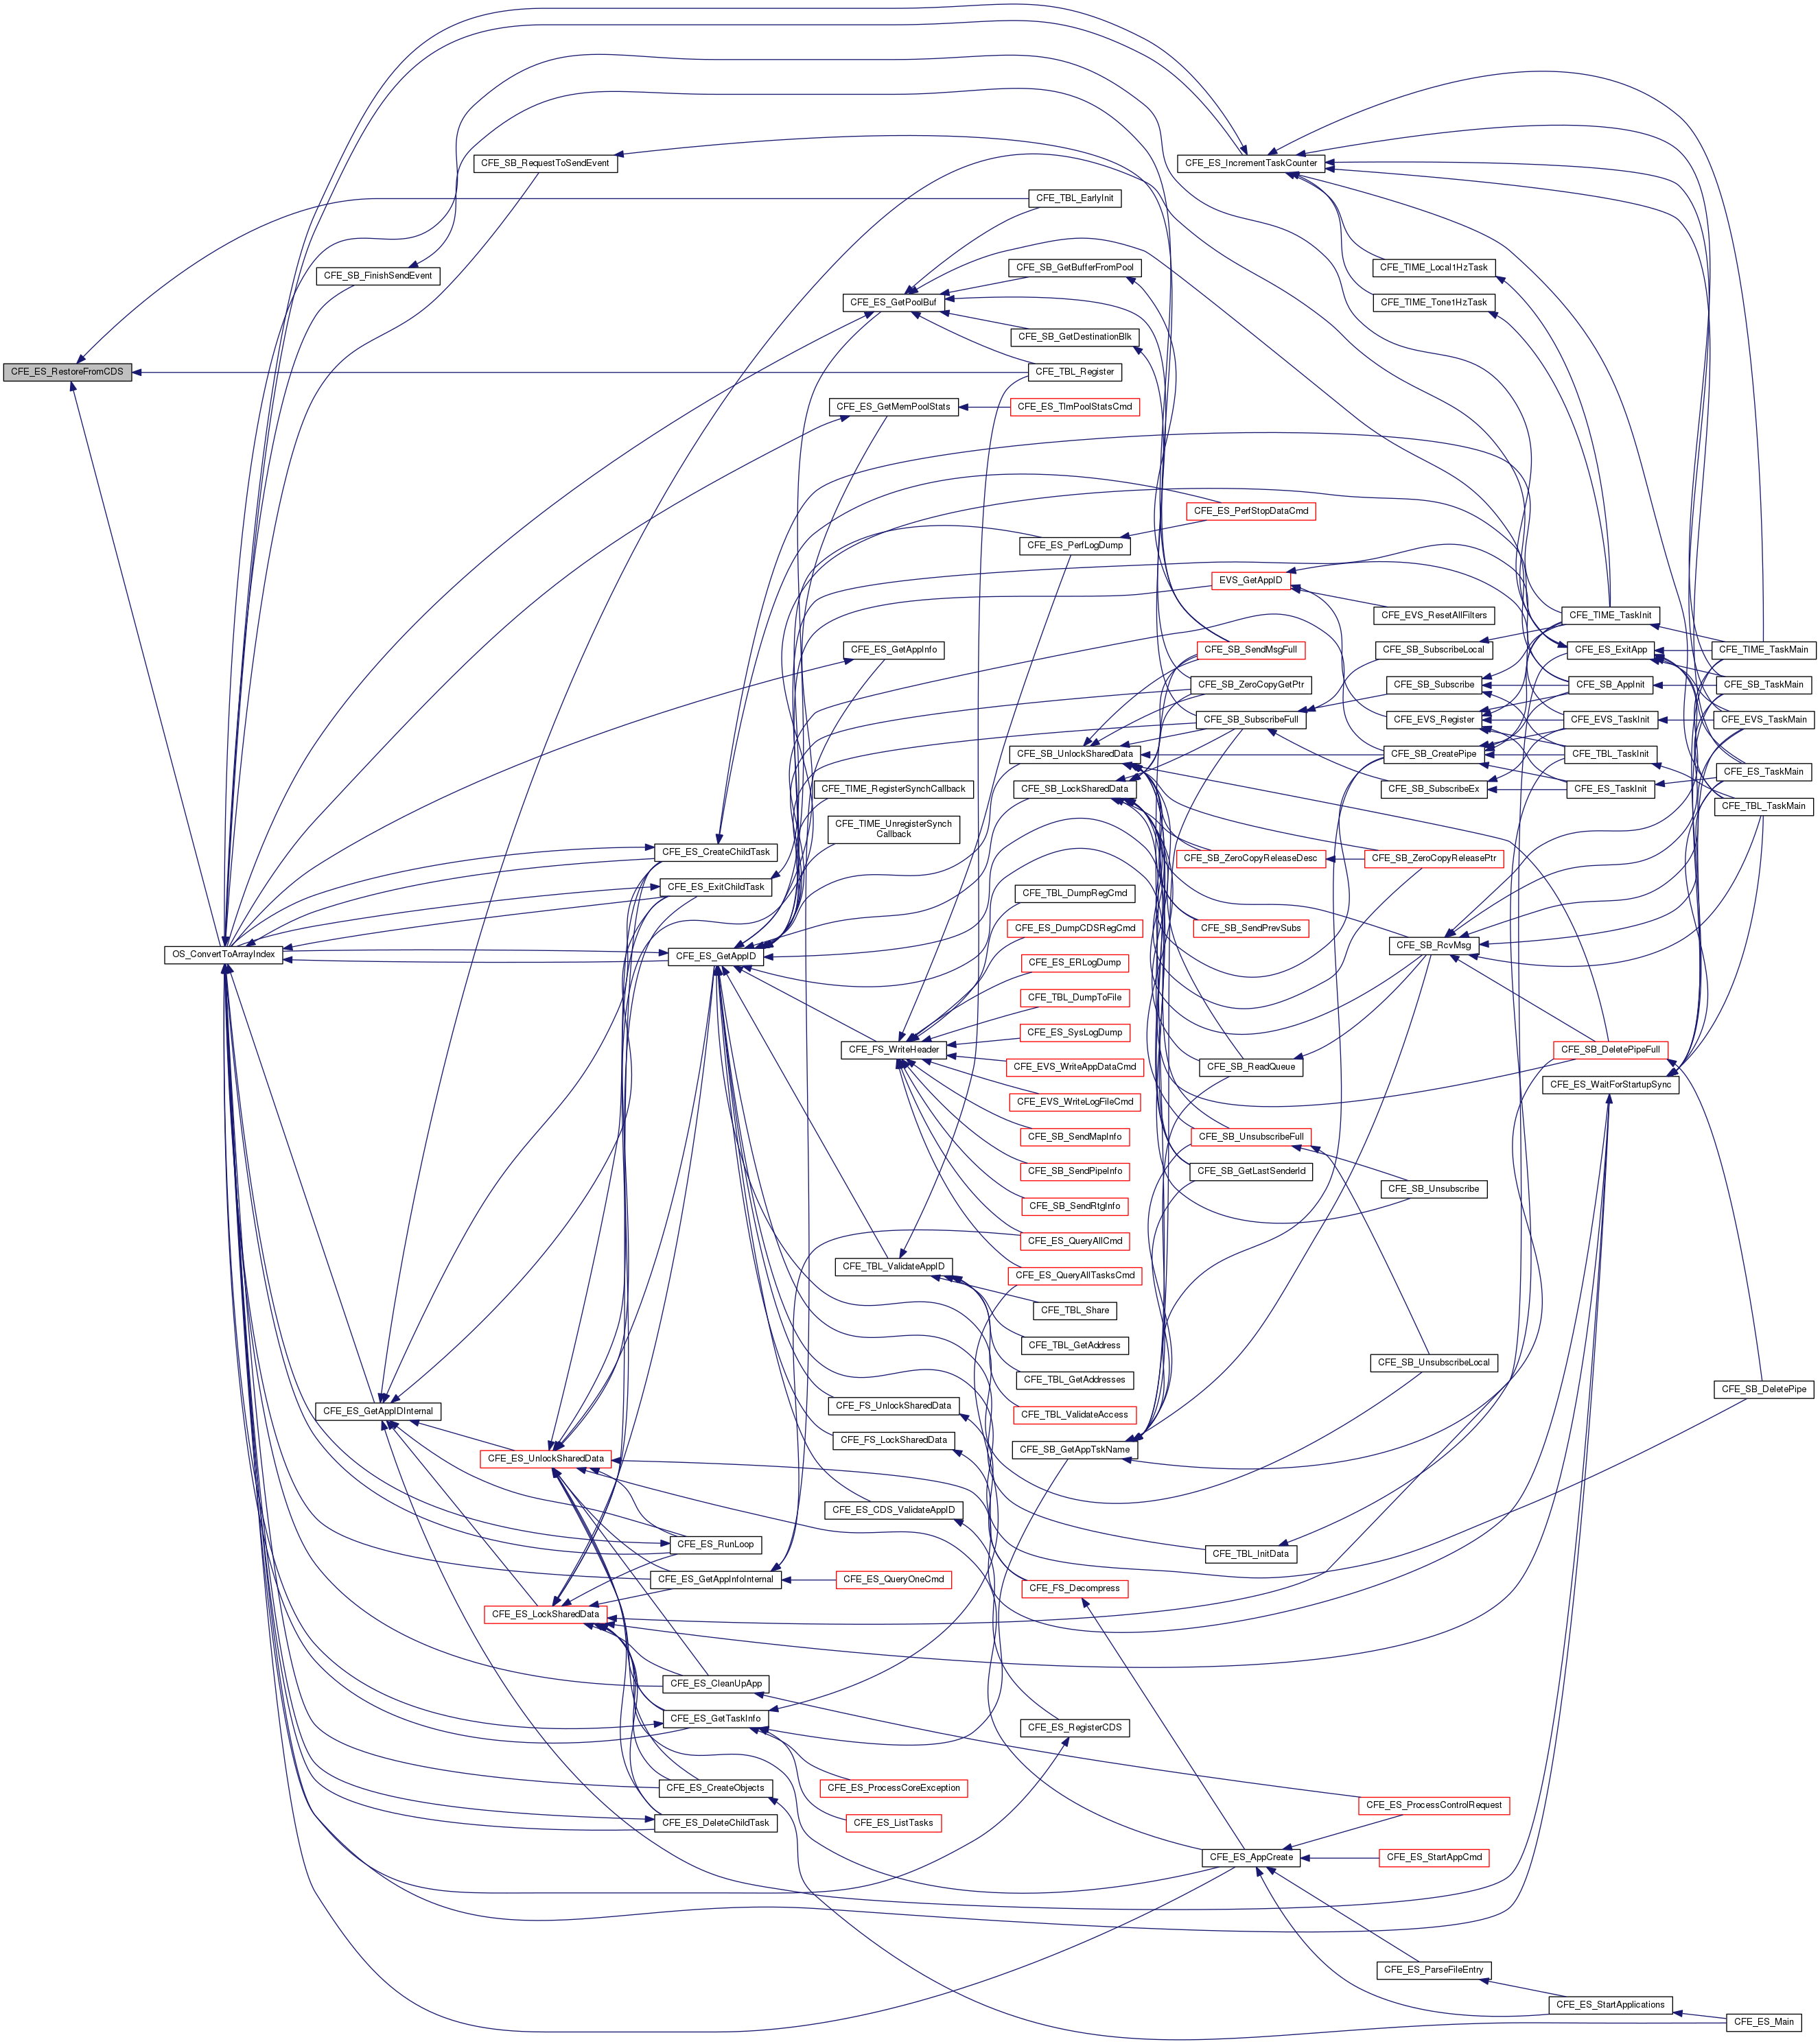 CFE_ES_RestoreFromCDS
OS_ConvertToArrayIndex
CFE_SB_FinishSendEvent
CFE_ES_GetAppIDInternal
CFE_SB_RequestToSendEvent
CFE_ES_UnlockSharedData
CFE_ES_LockSharedData
CFE_ES_CreateChildTask
CFE_ES_ExitChildTask
CFE_ES_GetAppID
CFE_ES_RunLoop
CFE_ES_GetAppInfoInternal
CFE_ES_CleanUpApp
CFE_ES_GetTaskInfo
CFE_ES_CreateObjects
CFE_ES_DeleteChildTask
CFE_ES_GetPoolBuf
CFE_ES_GetMemPoolStats
CFE_ES_GetAppInfo
CFE_TIME_RegisterSynchCallback
CFE_TIME_UnregisterSynch
Callback
CFE_FS_WriteHeader
CFE_TBL_ValidateAppID
CFE_FS_UnlockSharedData
CFE_FS_LockSharedData
CFE_ES_CDS_ValidateAppID
CFE_ES_QueryOneCmd
CFE_ES_ProcessCoreException
CFE_ES_ListTasks
CFE_TBL_EarlyInit
CFE_SB_GetBufferFromPool
CFE_SB_GetDestinationBlk
CFE_TBL_Register
CFE_ES_TlmPoolStatsCmd
CFE_ES_PerfLogDump
CFE_SB_UnlockSharedData
CFE_SB_LockSharedData
CFE_TBL_DumpRegCmd
CFE_ES_DumpCDSRegCmd
CFE_ES_ERLogDump
CFE_TBL_DumpToFile
CFE_ES_SysLogDump
CFE_EVS_WriteAppDataCmd
CFE_EVS_WriteLogFileCmd
CFE_SB_SendMapInfo
CFE_SB_SendPipeInfo
CFE_SB_SendRtgInfo
CFE_ES_QueryAllCmd
CFE_ES_QueryAllTasksCmd
CFE_TBL_Share
CFE_TBL_GetAddress
CFE_TBL_GetAddresses
CFE_TBL_ValidateAccess
CFE_SB_GetAppTskName
CFE_FS_Decompress
CFE_ES_RegisterCDS
CFE_ES_IncrementTaskCounter
CFE_ES_PerfStopDataCmd
EVS_GetAppID
CFE_SB_SendMsgFull
CFE_SB_ZeroCopyGetPtr
CFE_SB_SubscribeFull
CFE_SB_ZeroCopyReleaseDesc
CFE_SB_SendPrevSubs
CFE_SB_ReadQueue
CFE_SB_UnsubscribeFull
CFE_SB_GetLastSenderId
CFE_TBL_InitData
CFE_ES_AppCreate
CFE_TIME_Local1HzTask
CFE_TIME_Tone1HzTask
CFE_EVS_ResetAllFilters
CFE_SB_SubscribeLocal
CFE_SB_Subscribe
CFE_EVS_Register
CFE_SB_CreatePipe
CFE_SB_SubscribeEx
CFE_SB_ZeroCopyReleasePtr
CFE_SB_RcvMsg
CFE_SB_Unsubscribe
CFE_SB_UnsubscribeLocal
CFE_ES_ProcessControlRequest
CFE_ES_StartAppCmd
CFE_ES_ParseFileEntry
CFE_TIME_TaskInit
CFE_ES_ExitApp
CFE_SB_AppInit
CFE_EVS_TaskInit
CFE_TBL_TaskInit
CFE_ES_TaskInit
CFE_SB_DeletePipeFull
CFE_ES_WaitForStartupSync
CFE_ES_StartApplications
CFE_TIME_TaskMain
CFE_SB_TaskMain
CFE_EVS_TaskMain
CFE_ES_TaskMain
CFE_TBL_TaskMain
CFE_SB_DeletePipe
CFE_ES_Main